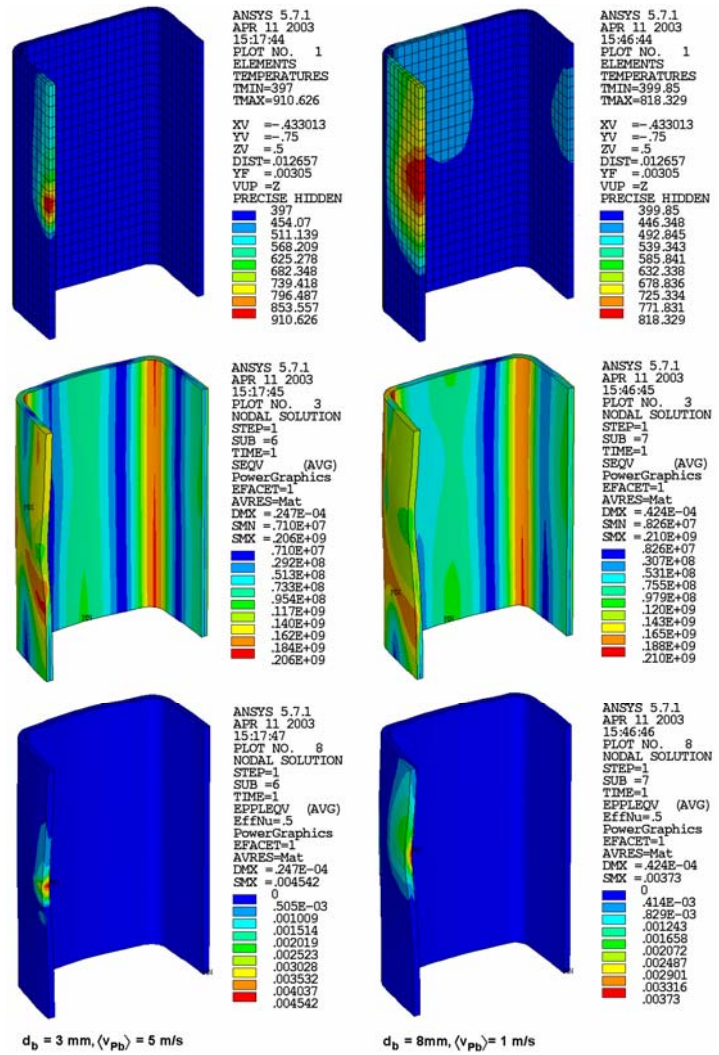 ANSYS 5.7.1
APR 11 2003
15:17:44
PLOT NO. 1
ELEMENTS
TEMPERATURES
TMIN=397
TMAX=910.626
XV =-.433013
YV =-.75
ZV =.5
DIST=.012657
YF =.00305
VUP =Z
PRECISE HIDDEN
397
454.07
511.139
568.209
625.278
682.348
739.418
796.487
853.557
910.626
ANSYS 5.7.1
APR 11 2003
15:46:44
PLOT NO. 1
ELEMENTS
TEMPERATURES
TMIN=399.85
TMAX=818.329
XV =-.433013
YV =-.75
ZV =.5
DIST=.012657
YF =.00305
VUP =Z
PRECISE HIDDEN
399.85
446.348
492.845
539.343
585.841
632.338
678.836
725.334
771.831
818.329
ANSYS 5.7.1
APR 11 2003
15:17:45
PLOT NO. 3
NODAL SOLUTION
STEP=1
SUB =6
TIME=1
SEQV (AVG)
PowerGraphics
EFACET=1
AVRES=Mat
DMX =.247E-04
SMN =.710E+07
SMX =.206E+09
.710E+07
.292E+08
.513E+08
.733E+08
.954E+08
.117E+09
.140E+09
.162E+09
.184E+09
.206E+09
ANSYS 5.7.1
APR 11 2003
15:46:45
PLOT NO. 3
NODAL SOLUTION
STEP=1
SUB =7
TIME=1
SEQV (AVG)
PowerGraphics
EFACET=1
AVRES=Mat
DMX =.424E-04
SMN =.826E+07
SMX =.210E+09
.826E+07
.307E+08
.531E+08
.755E+08
.979E+08
.120E+09
.143E+09
.165E+09
.188E+09
.210E+09
ANSYS 5.7.1
APR 11 2003
15:17:47
PLOT NO. 8
NODAL SOLUTION
STEP=1
SUB =6
TIME=1
EPPLEQV (AVG)
EffNu=.5
PowerGraphics
EFACET=1
AVRES=Mat
DMX =.247E-04
SMX =.004542
0
.505E-03
.001009
.001514
.002019
.002523
.003028
.003532
.004037
.004542
ANSYS 5.7.1
APR 11 2003
15:46:46
PLOT NO. 8
NODAL SOLUTION
STEP=1
SUB =7
TIME=1
EPPLEQV (AVG)
EffNu=.5
PowerGraphics
EFACET=1
AVRES=Mat
DMX =.424E-04
SMX =.00373
0
.414E-03
.829E-03
.001243
.001658
.002072
.002487
.002901
.003316
.00373
d_b = 3 mm, ⟨v_Pb⟩ = 5 m/s
d_b = 8mm, ⟨v_Pb⟩= 1 m/s